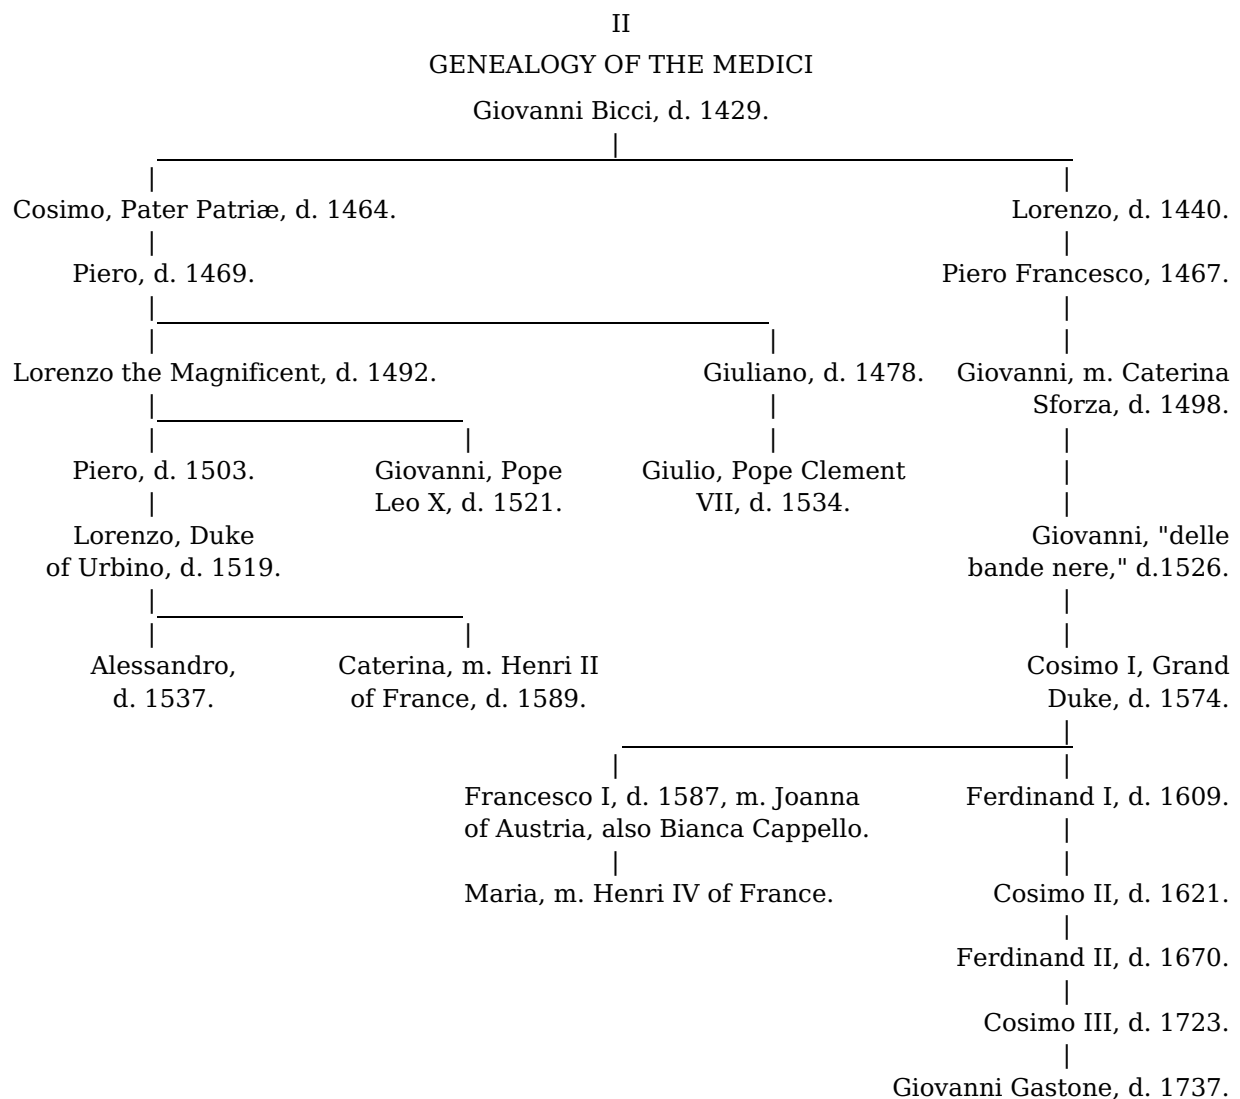 II
GENEALOGY OF THE MEDICI
Giovanni Bicci, d. 1429.
Cosimo, Pater Patriæ, d. 1464.
Lorenzo, d. 1440.
Piero, d. 1469.
Piero Francesco, 1467.
Lorenzo the Magnificent, d. 1492.
Giuliano, d. 1478.
Giovanni, m. Caterina
Sforza, d. 1498.
Piero, d. 1503.
Giovanni, Pope
Leo X, d. 1521.
Giulio, Pope Clement
VII, d. 1534.
Lorenzo, Duke
of Urbino, d. 1519.
Giovanni, "delle
bande nere," d.1526.
Alessandro,
d. 1537.
Caterina, m. Henri II
of France, d. 1589.
Cosimo I, Grand
Duke, d. 1574.
Francesco I, d. 1587, m. Joanna
of Austria, also Bianca Cappello.
Ferdinand I, d. 1609.
Maria, m. Henri IV of France.
Cosimo II, d. 1621.
Ferdinand II, d. 1670.
Cosimo III, d. 1723.
Giovanni Gastone, d. 1737.